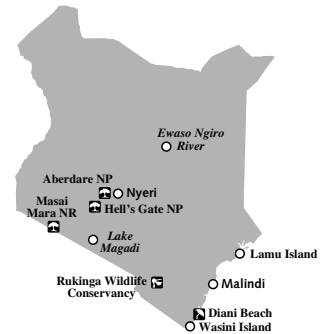 Ewaso Ngiro
River
Aberdare NP
Nyeri
Masai
Mara NR
Hell's Gate NP
Lake
Magadi
Lamu Island
Rukinga Wildlife
Conservancy
Malindi
Diani Beach
Wasini Island